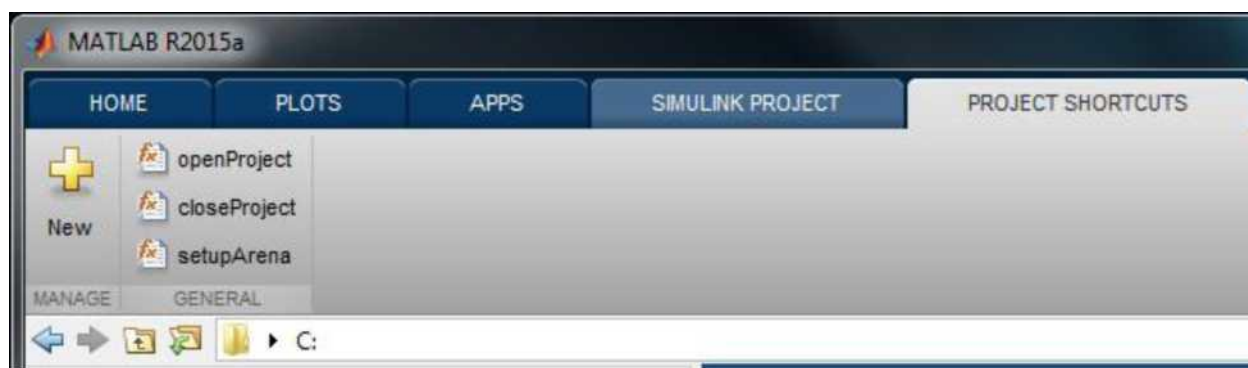 MATLAB R2015a
HOME PLOTS APPS SIMULINK PROJECT PROJECT SHORTCUTS
New
openProject
closeProject
setupArena
MANAGE GENERAL
C: